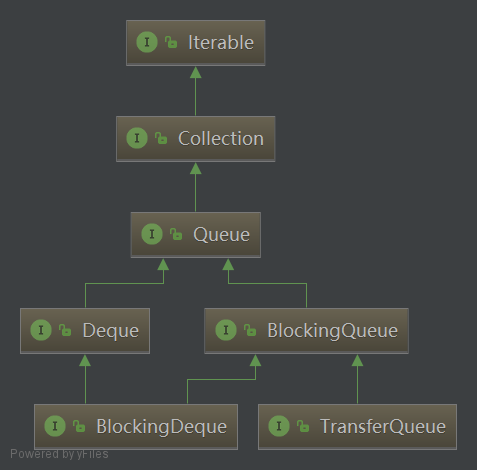 I Iterable
I Collection
I Queue
I Deque
I BlockingQueue
I BlockingDeque
I TransferQueue
Powered by yFiles